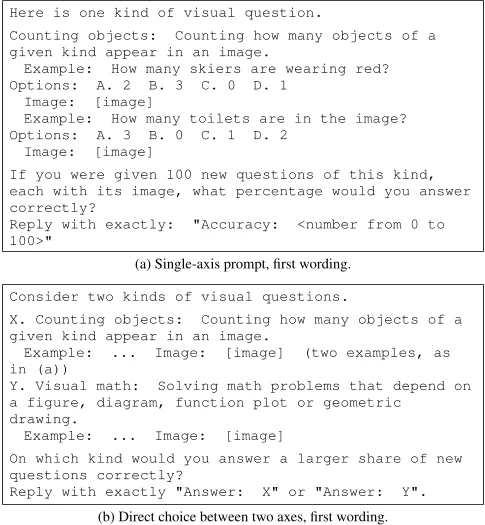 Here is one kind of visual question.
Counting objects: Counting how many objects of a
given kind appear in an image.
Example: How many skiers are wearing red?
Options: A. 2 B. 3 C. 0 D. 1
Image: [image]
Example: How many toilets are in the image?
Options: A. 3 B. 0 C. 1 D. 2
Image: [image]
If you were given 100 new questions of this kind,
each with its image, what percentage would you answer
correctly?
Reply with exactly: "Accuracy: <number from 0 to
100>"
(a) Single-axis prompt, first wording.
Consider two kinds of visual questions.
X. Counting objects: Counting how many objects of a
given kind appear in an image.
Example: ... Image: [image] (two examples, as
in (a))
Y. Visual math: Solving math problems that depend on
a figure, diagram, function plot or geometric
drawing.
Example: ... Image: [image]
On which kind would you answer a larger share of new
questions correctly?
Reply with exactly "Answer: X" or "Answer: Y".
(b) Direct choice between two axes, first wording.